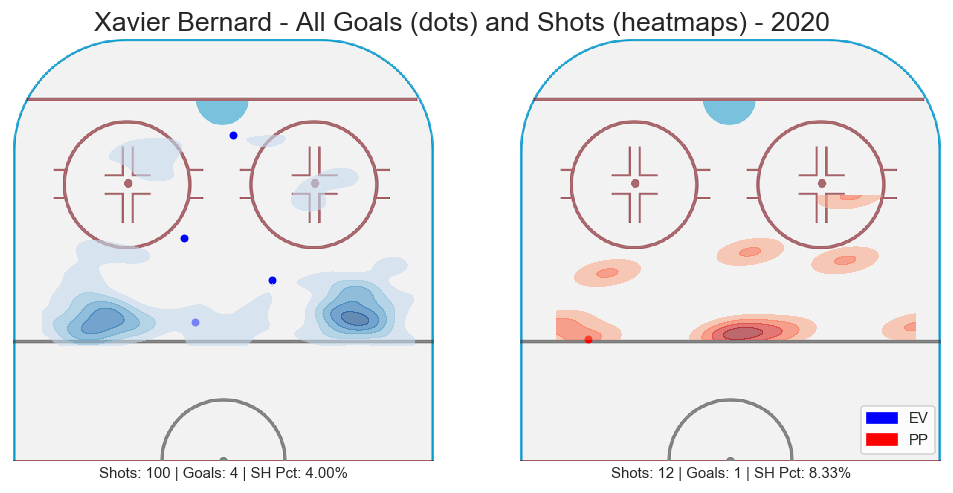 Xavier Bernard - All Goals (dots) and Shots (heatmaps) - 2020
EV
PP
Shots: 100 | Goals: 4 | SH Pct: 4.00%
Shots: 12 | Goals: 1 | SH Pct: 8.33%